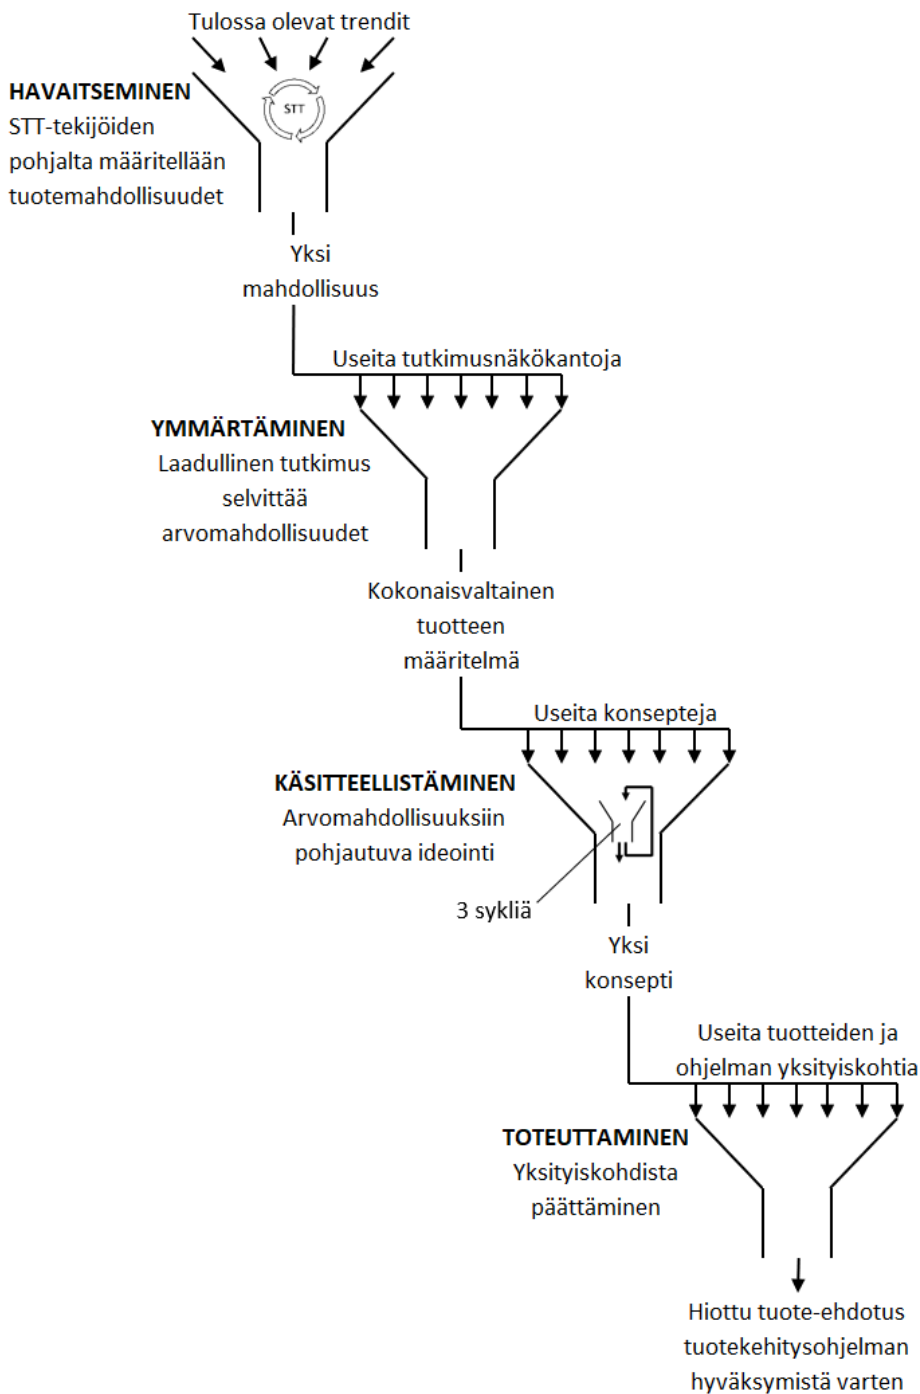 Tulossa olevat trendit
STT
HAVAITSEMINEN
STT-tekijöiden
pohjalta määritellään
tuotemahdollisuudet
Yksi
mahdollisuus
Useita tutkimusnäkökantoja
YMMÄRTÄMINEN
Laadullinen tutkimus
selvittää
arvomahdollisuudet
Kokonaisvaltainen
tuotteen
määritelmä
Useita konsepteja
KÄSITTEELLISTÄMINEN
Arvomahdollisuuksiin
pohjautuva ideointi
3 sykliä
Yksi
konsepti
Useita tuotteiden ja
ohjelman yksityiskohtia
TOTEUTTAMINEN
Yksityiskohdista
päättäminen
Hiottu tuote-ehdotus
tuotekehitysohjelman
hyväksymistä varten